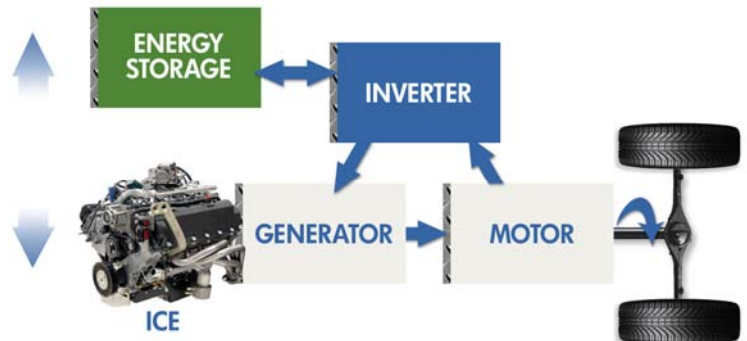 ENERGY
STORAGE
INVERTER
GENERATOR
MOTOR
ICE